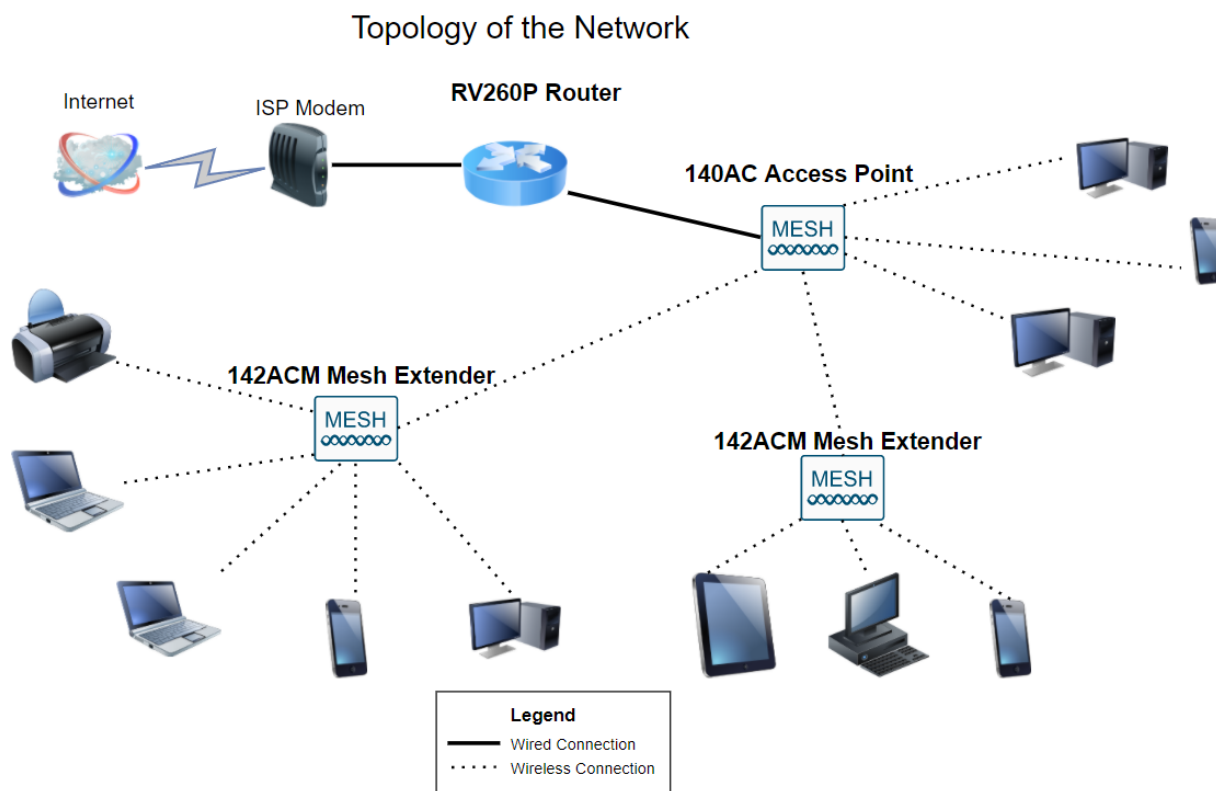 Topology of the Network
Internet
ISP Modem
RV260P Router
140AC Access Point
MESH
142ACM Mesh Extender
MESH
142ACM Mesh Extender
MESH
Legend
Wired Connection
Wireless Connection